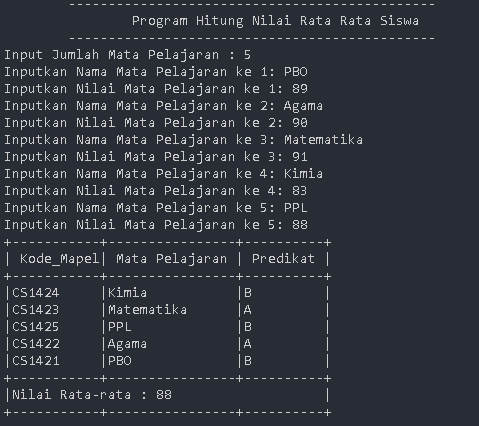 ----------------------------------------------
Program Hitung Nilai Rata Rata Siswa
----------------------------------------------
Input Jumlah Mata Pelajaran : 5
Inputkan Nama Mata Pelajaran ke 1: PBO
Inputkan Nilai Mata Pelajaran ke 1: 89
Inputkan Nama Mata Pelajaran ke 2: Agama
Inputkan Nilai Mata Pelajaran ke 2: 90
Inputkan Nama Mata Pelajaran ke 3: Matematika
Inputkan Nilai Mata Pelajaran ke 3: 91
Inputkan Nama Mata Pelajaran ke 4: Kimia
Inputkan Nilai Mata Pelajaran ke 4: 83
Inputkan Nama Mata Pelajaran ke 5: PPL
Inputkan Nilai Mata Pelajaran ke 5: 88
+-----------+----------------+----------+
| Kode_Mapel| Mata Pelajaran | Predikat |
+-----------+----------------+----------+
|CS1424     |Kimia           |B         |
|CS1423     |Matematika      |A         |
|CS1425     |PPL             |B         |
|CS1422     |Agama           |A         |
|CS1421     |PBO             |B         |
+-----------+----------------+----------+
|Nilai Rata-rata : 88                   |
+-----------+----------------+----------+